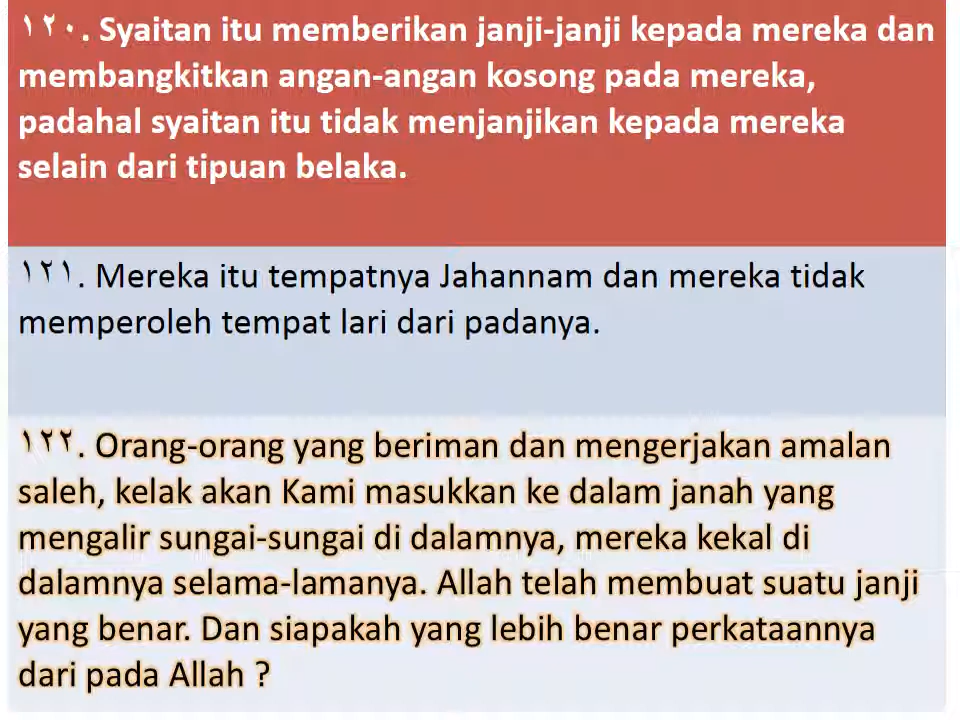 ١٢٠. Syaitan itu memberikan janji-janji kepada mereka dan
membangkitkan angan-angan kosong pada mereka,
padahal syaitan itu tidak menjanjikan kepada mereka
selain dari tipuan belaka.
١٢١. Mereka itu tempatnya Jahannam dan mereka tidak
memperoleh tempat lari dari padanya.
١٢٢. Orang-orang yang beriman dan mengerjakan amalan
saleh, kelak akan Kami masukkan ke dalam janah yang
mengalir sungai-sungai di dalamnya, mereka kekal di
dalamnya selama-lamanya. Allah telah membuat suatu janji
yang benar. Dan siapakah yang lebih benar perkataannya
dari pada Allah ?